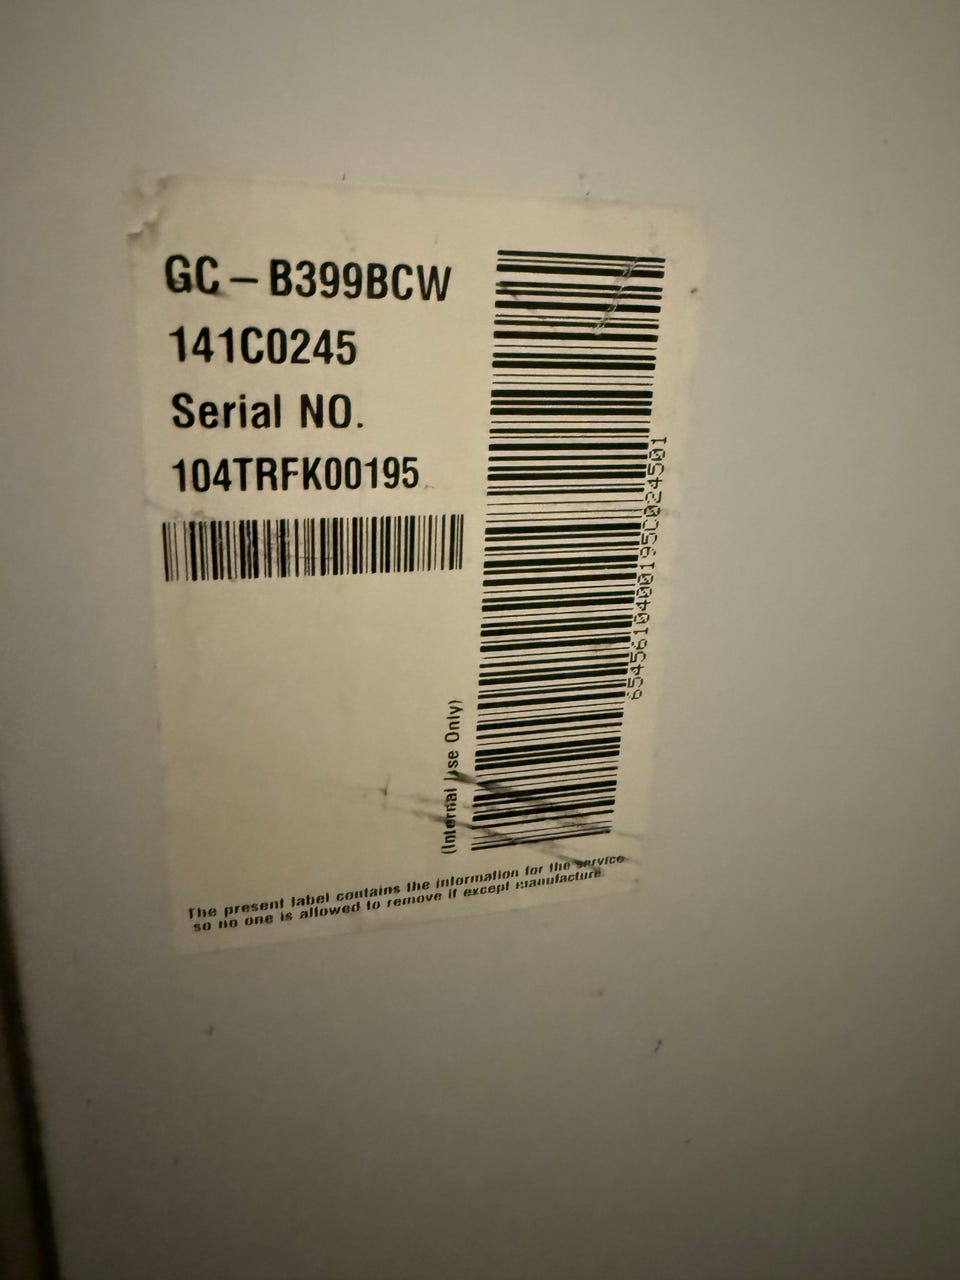 GC-B399BCW
141C0245
Serial NO.
104TRFK00195
6545610400195C024501
(Internal Use Only)
The present label contains the information for the service
so no one is allowed to remove it except manufacture.